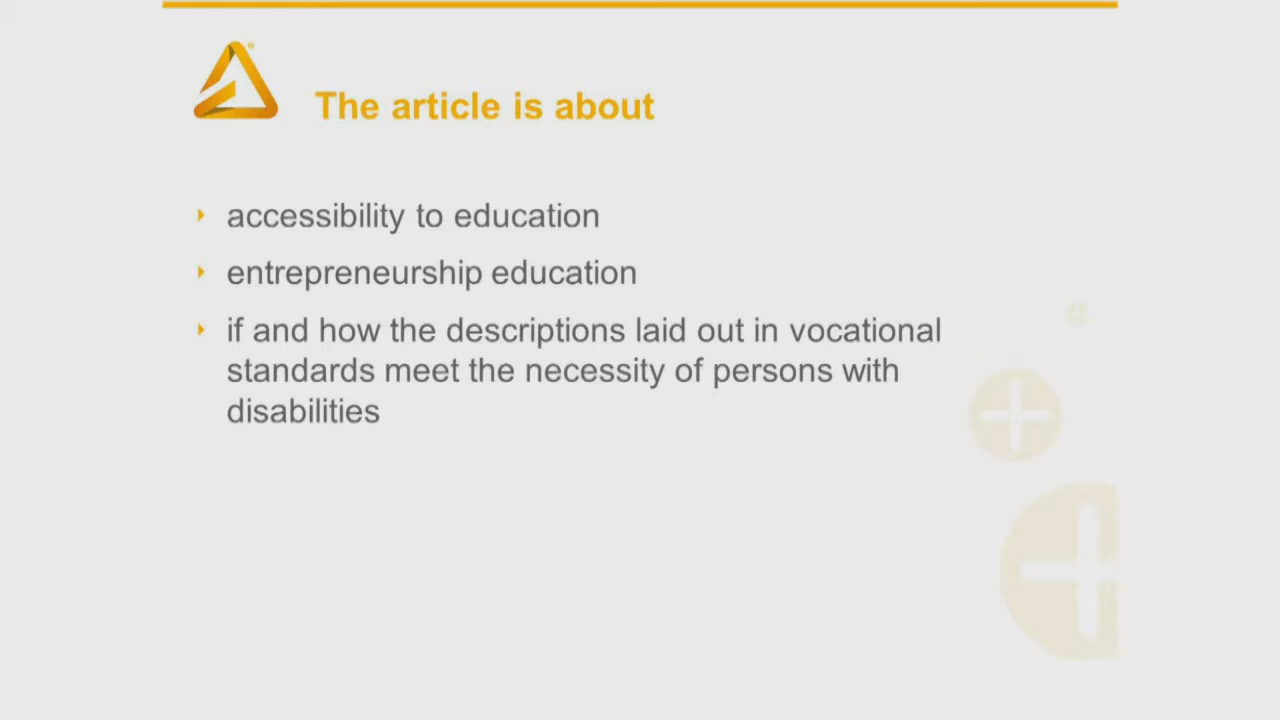 The article is about
accessibility to education
entrepreneurship education
if and how the descriptions laid out in vocational
standards meet the necessity of persons with
disabilities